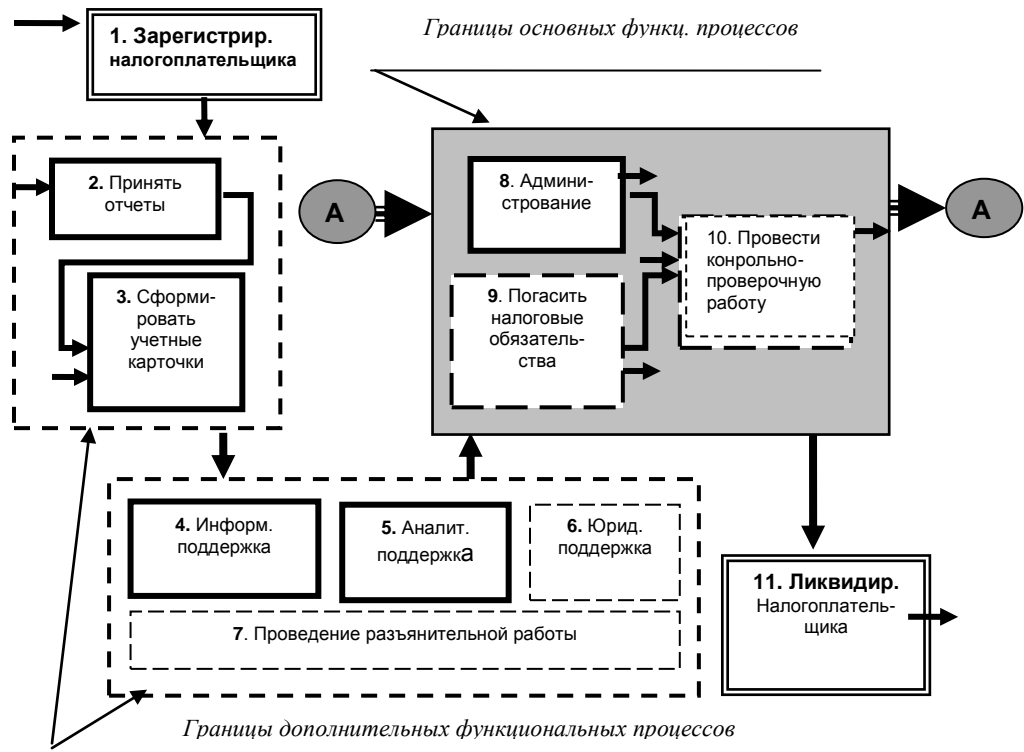 1. Зарегистрир.
налогоплательщика
Границы основных функц. процессов
2. Принять
отчеты
3. Сформи-
ровать
учетные
карточки
А
8. Админи-
стрование
9. Погасить
налоговые
обязатель-
ства
10. Провести
конрольно-
проверочную
работу
А
4. Информ.
поддержка
5. Аналит.
поддержка
6. Юрид.
поддержка
7. Проведение разъянительной работы
11. Ликвидир.
Налогоплатель-
щика
Границы дополнительных функциональных процессов